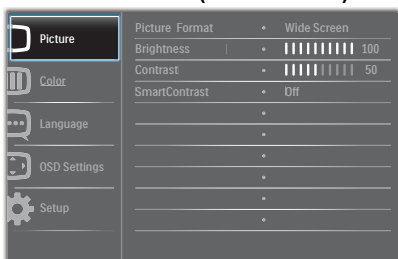 Picture
Color
Language
OSD Settings
Setup
Picture Format • Wide Screen
Brightness • 100
Contrast • 50
SmartContrast • Off